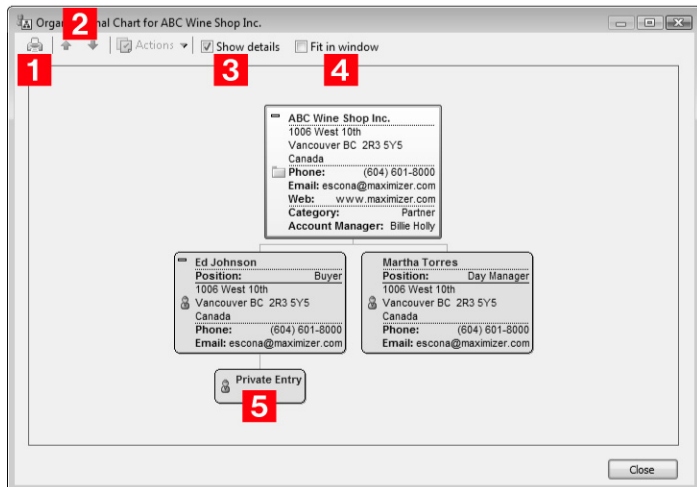 Organ nal Chart for ABC Wine Shop Inc.
2
Actions Show details Fit in window
1 3 4
ABC Wine Shop Inc.
1006 West 10th
Vancouver BC 2R3 5Y5
Canada
Phone: (604) 601-8000
Email: escona@maximizer.com
Web: www.maximizer.com
Category: Partner
Account Manager: Billie Holly
Ed Johnson
Position: Buyer
1006 West 10th
Vancouver BC 2R3 5Y5
Canada
Phone: (604) 601-8000
Email: escona@maximizer.com
Martha Torres
Position: Day Manager
1006 West 10th
Vancouver BC 2R3 5Y5
Canada
Phone: (604) 601-8000
Email: escona@maximizer.com
Private Entry
5
Close